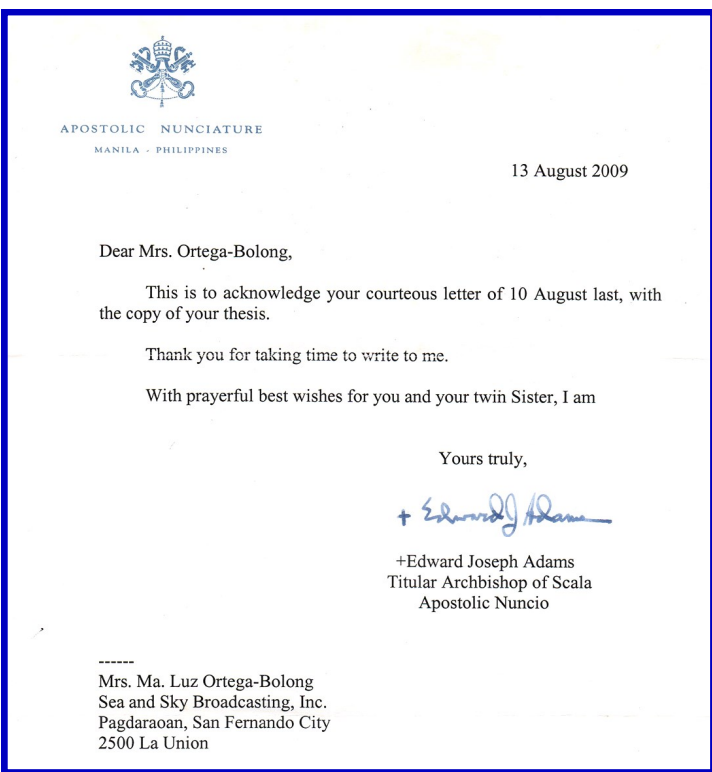 APOSTOLIC NUNCIATURE
MANILA - PHILIPPINES
13 August 2009
Dear Mrs. Ortega-Bolong,
This is to acknowledge your courteous letter of 10 August last, with
the copy of your thesis.
Thank you for taking time to write to me.
With prayerful best wishes for you and your twin Sister, I am
Yours truly,
+ Edward J Adams
+Edward Joseph Adams
Titular Archbishop of Scala
Apostolic Nuncio
------
Mrs. Ma. Luz Ortega-Bolong
Sea and Sky Broadcasting, Inc.
Pagdaraoan, San Fernando City
2500 La Union